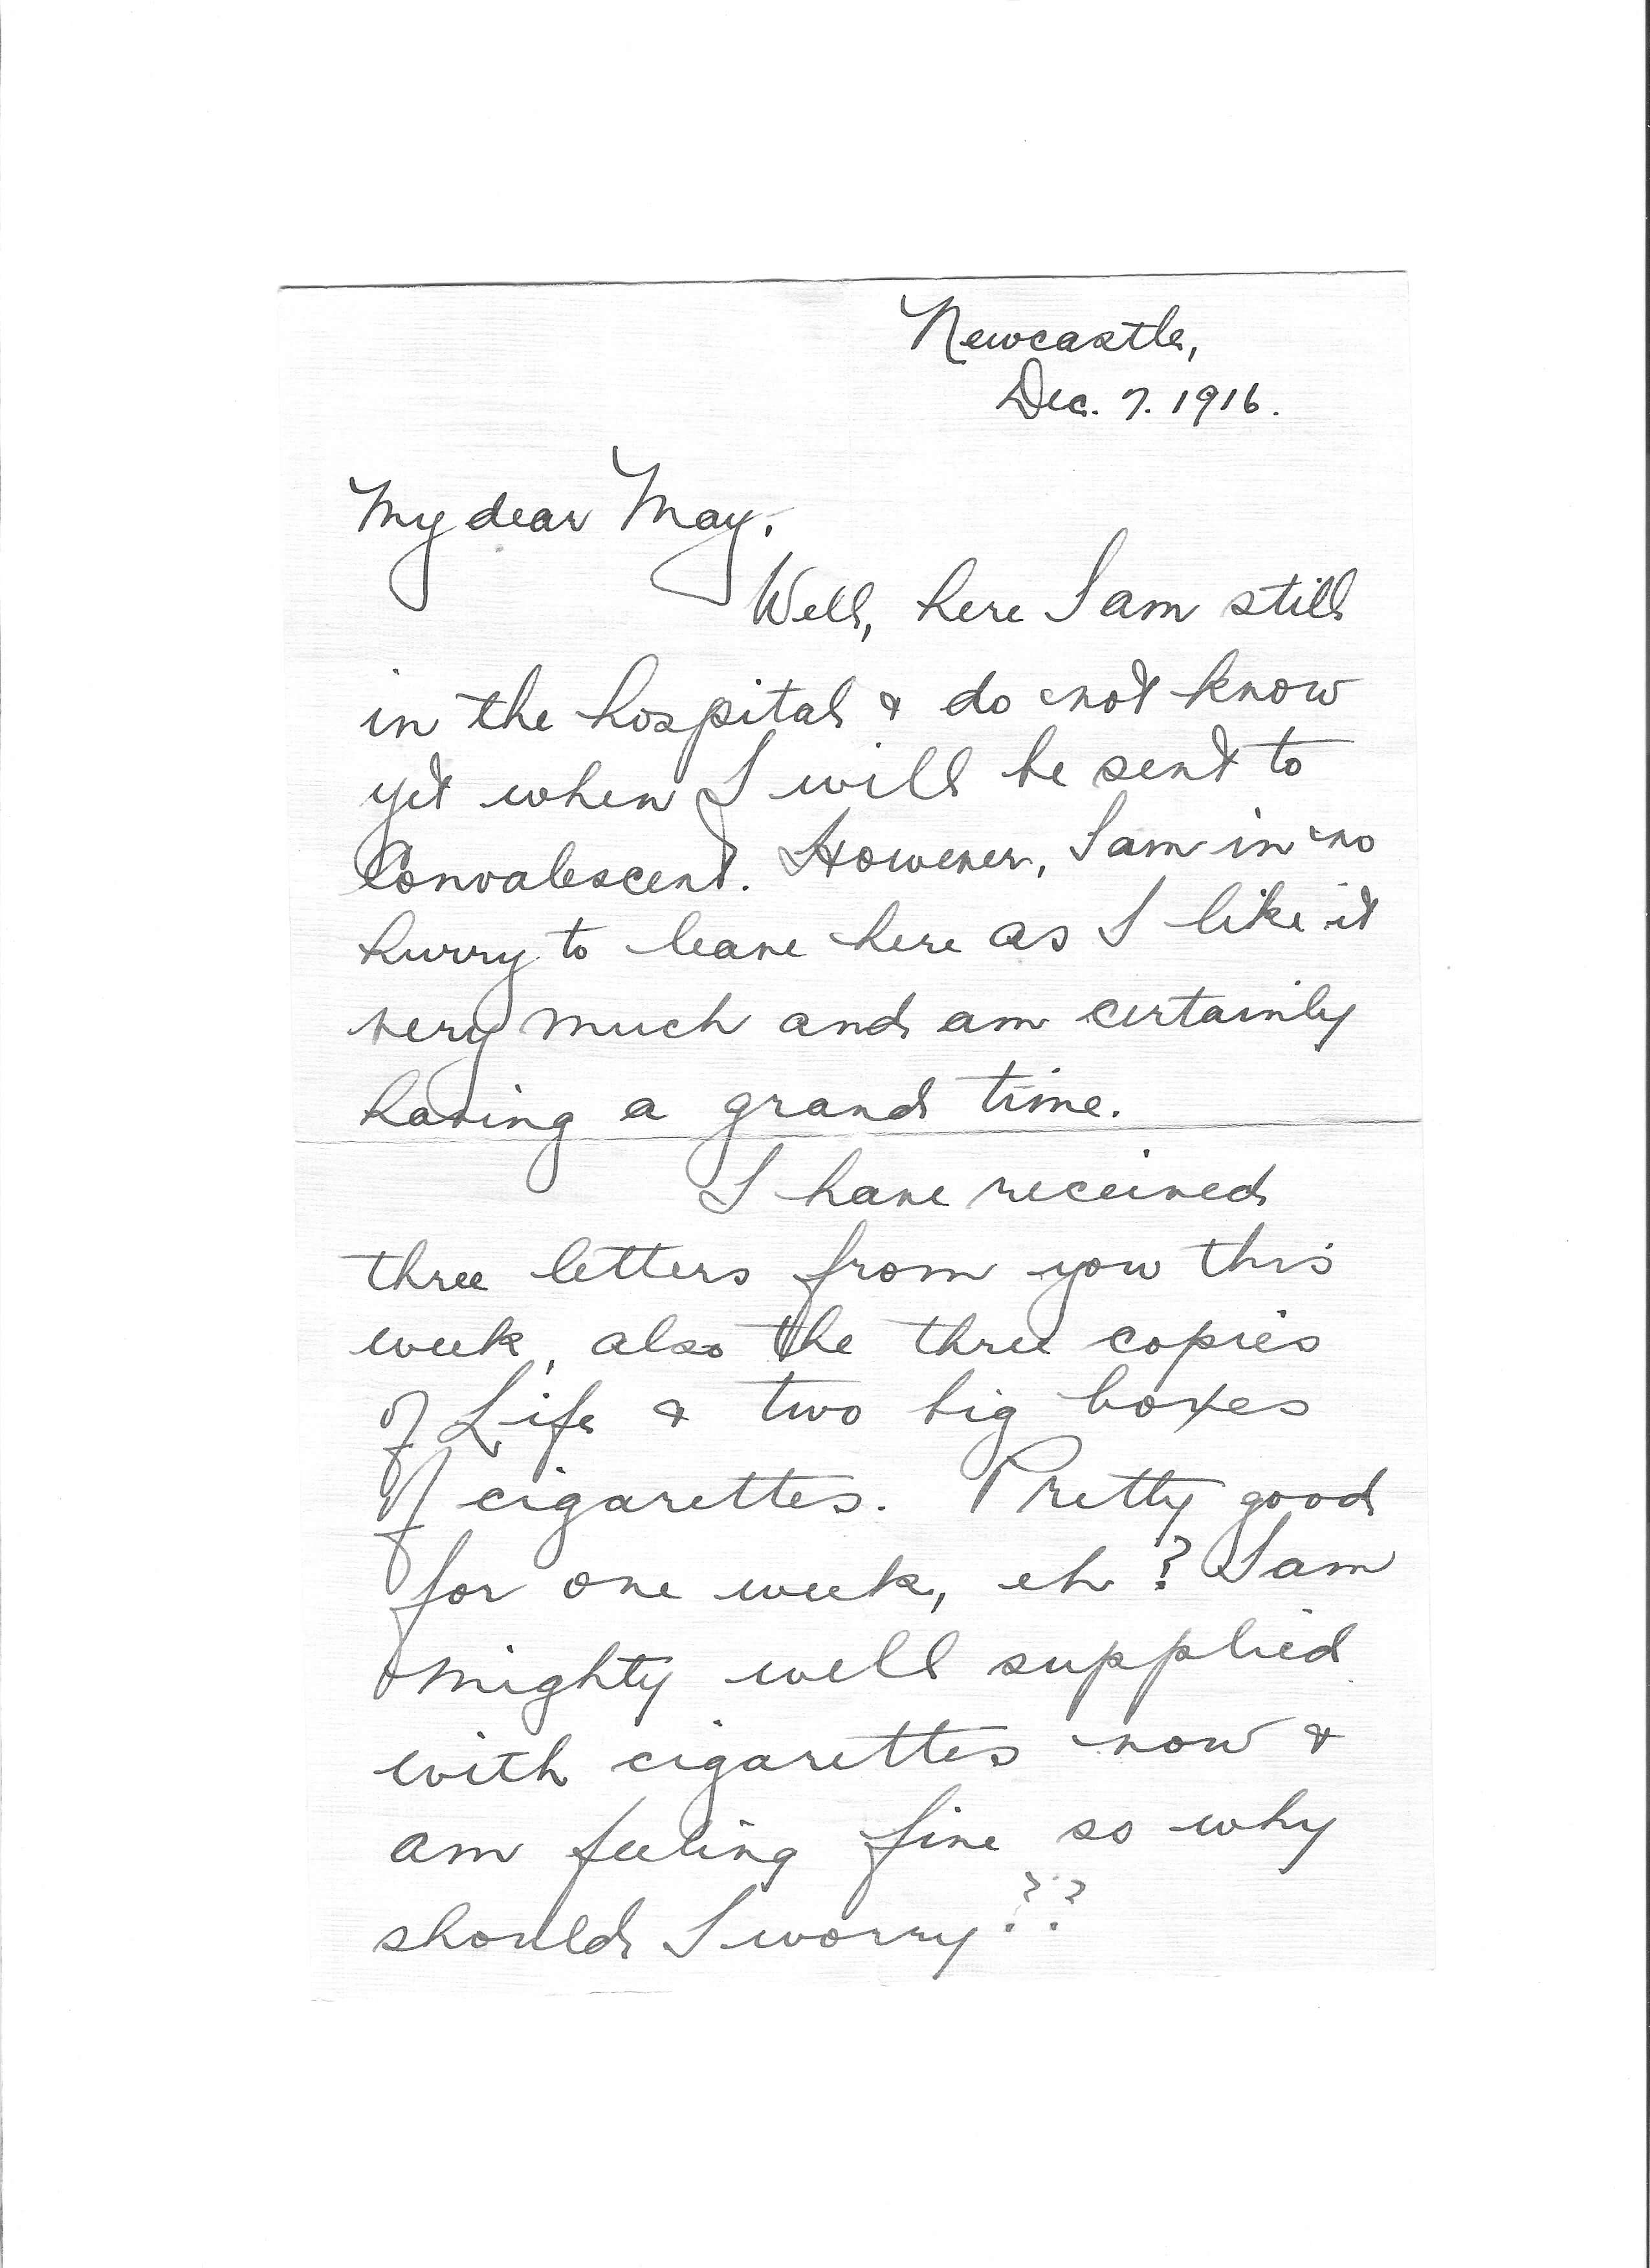 Newcastle,
Dec. 7. 1916.
My dear May,
Well, here I am still
in the hospital & do not know
yet when I will be sent to
Convalescent. However, I am in no
hurry to leave here as I like it
very much and am certainly
having a grand time.
I have received
three letters from you this
week, also the three copies
of Life & two big boxes
of cigarettes. Pretty good
for one week, eh? I am
mighty well supplied
with cigarettes now &
am feeling fine so why
should I worry??